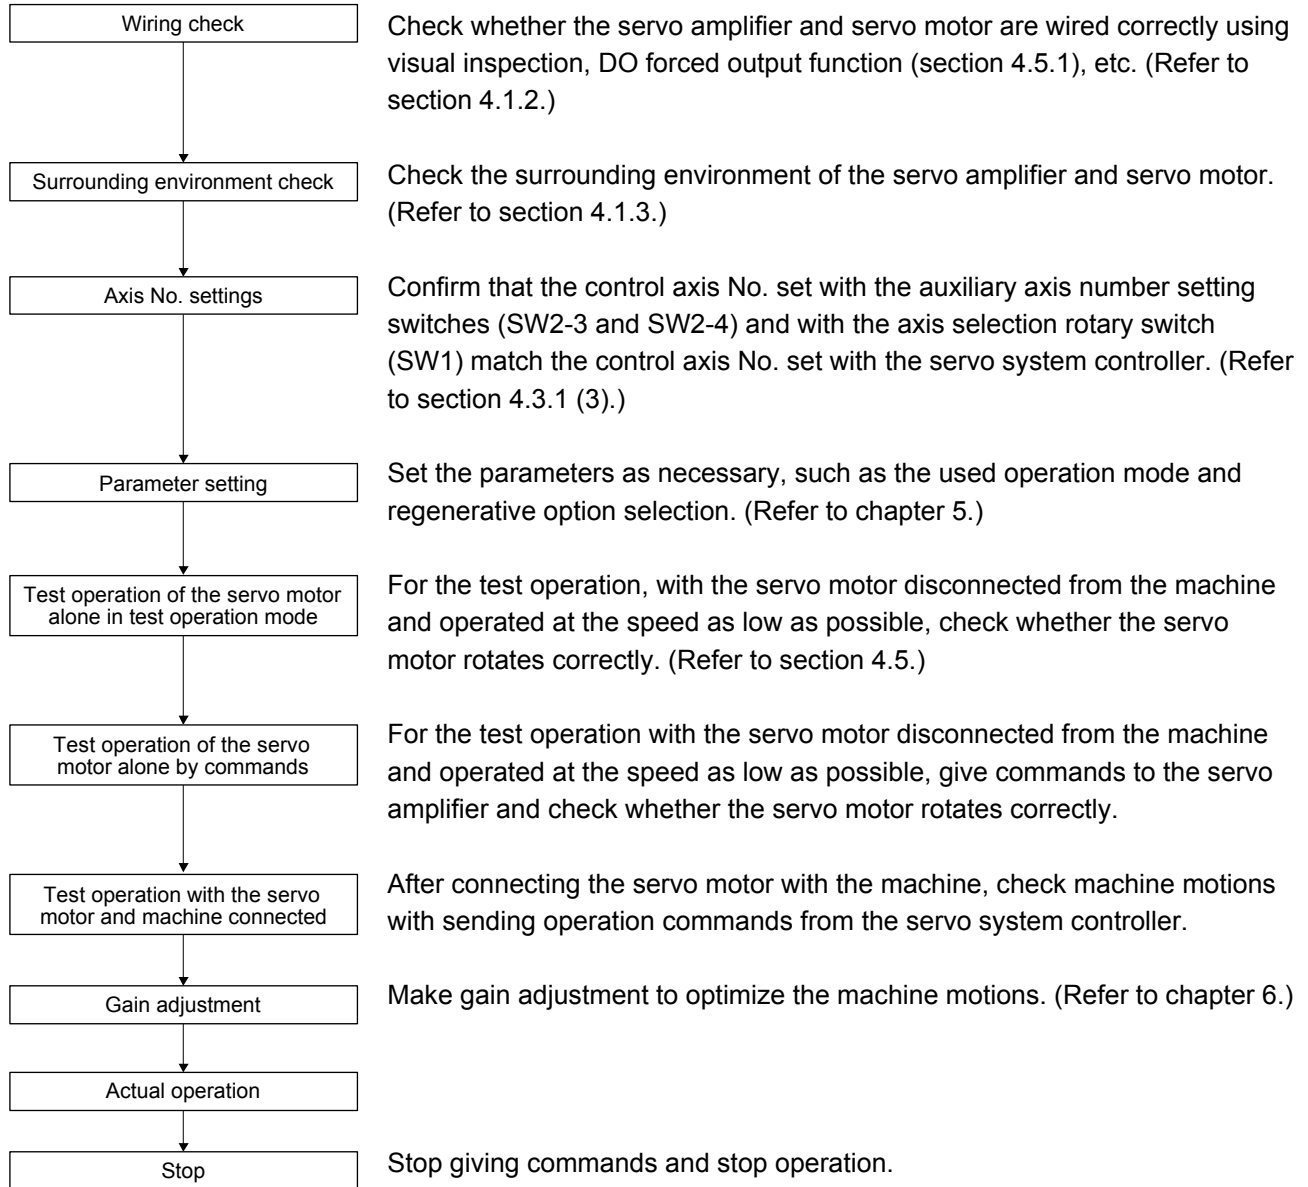 Wiring check
Check whether the servo amplifier and servo motor are wired correctly using
visual inspection, DO forced output function (section 4.5.1), etc. (Refer to
section 4.1.2.)
Surrounding environment check
Check the surrounding environment of the servo amplifier and servo motor.
(Refer to section 4.1.3.)
Axis No. settings
Confirm that the control axis No. set with the auxiliary axis number setting
switches (SW2-3 and SW2-4) and with the axis selection rotary switch
(SW1) match the control axis No. set with the servo system controller. (Refer
to section 4.3.1 (3).)
Parameter setting
Set the parameters as necessary, such as the used operation mode and
regenerative option selection. (Refer to chapter 5.)
Test operation of the servo motor
alone in test operation mode
For the test operation, with the servo motor disconnected from the machine
and operated at the speed as low as possible, check whether the servo
motor rotates correctly. (Refer to section 4.5.)
Test operation of the servo
motor alone by commands
For the test operation with the servo motor disconnected from the machine
and operated at the speed as low as possible, give commands to the servo
amplifier and check whether the servo motor rotates correctly.
Test operation with the servo
motor and machine connected
After connecting the servo motor with the machine, check machine motions
with sending operation commands from the servo system controller.
Gain adjustment
Make gain adjustment to optimize the machine motions. (Refer to chapter 6.)
Actual operation
Stop
Stop giving commands and stop operation.